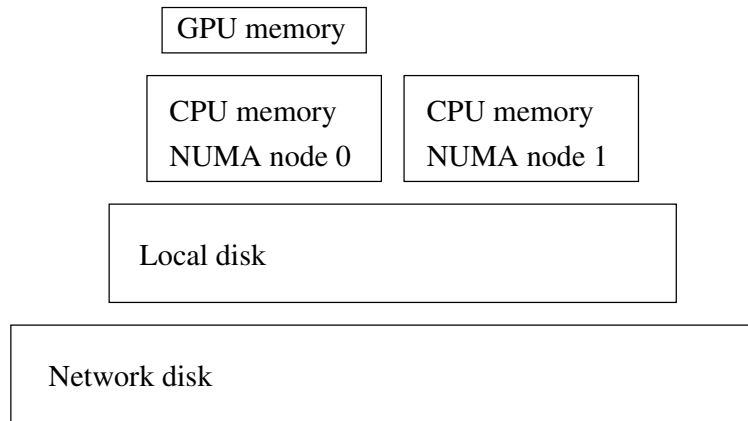 GPU memory
CPU memory
NUMA node 0
CPU memory
NUMA node 1
Local disk
Network disk